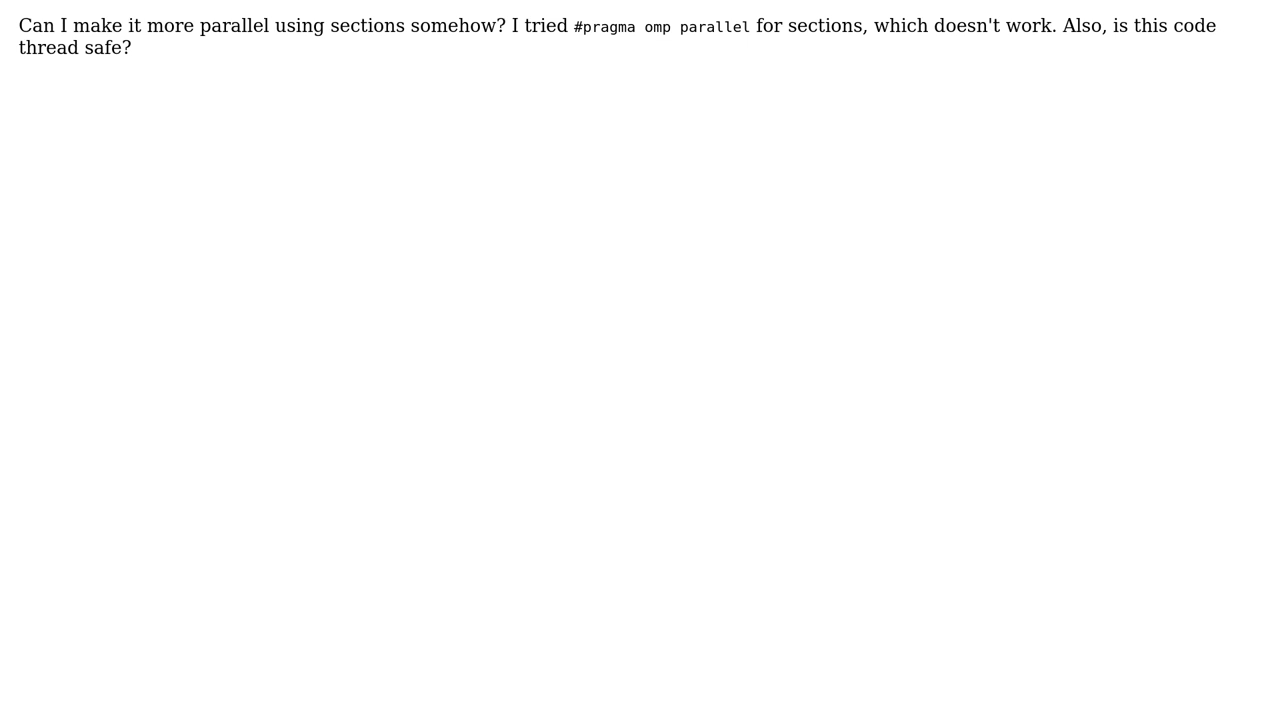 Can I make it more parallel using sections somehow? I tried #pragma omp parallel for sections, which doesn't work. Also, is this code
thread safe?